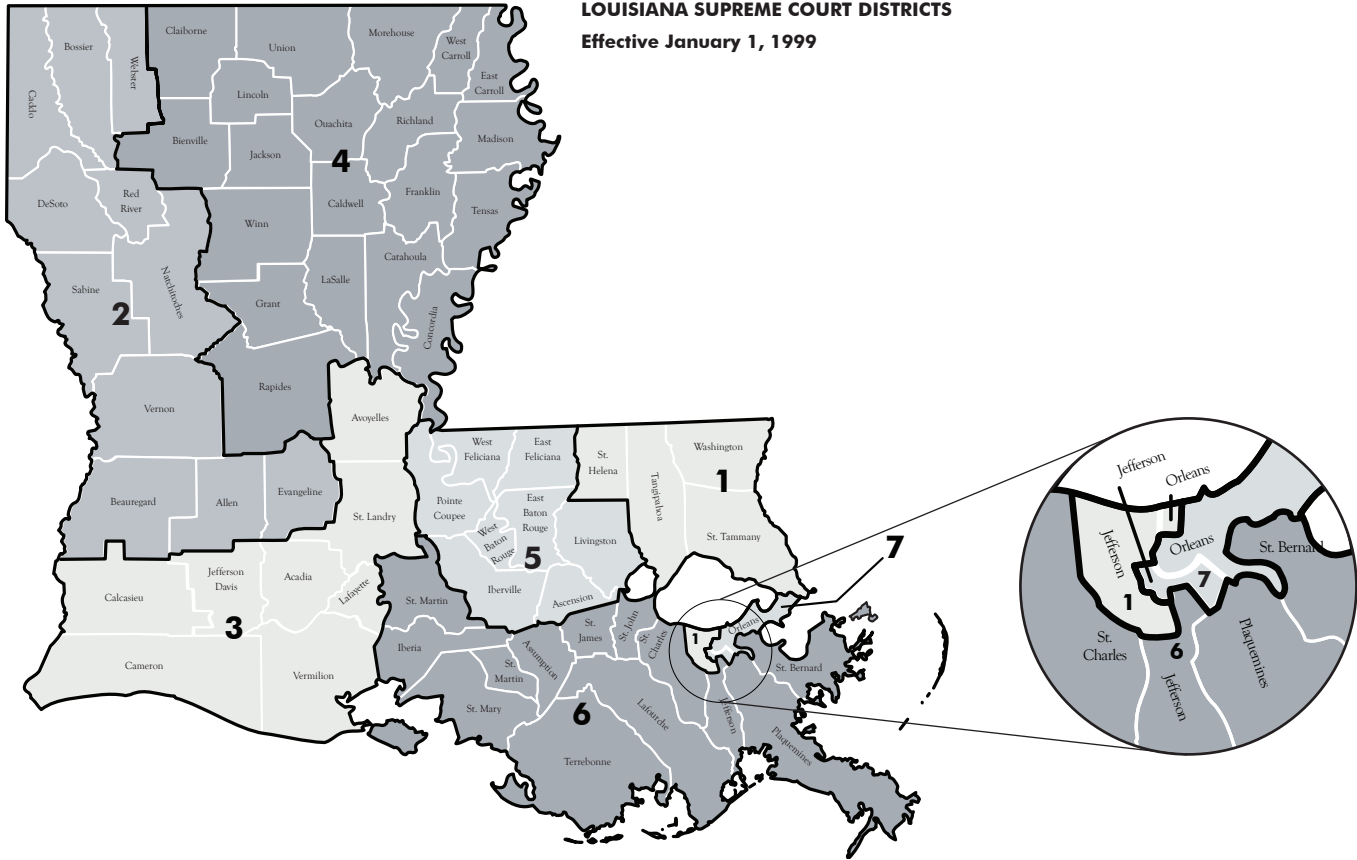 LOUISIANA SUPREME COURT DISTRICTS
Effective January 1, 1999
Caddo
Bossier
Webster
Claiborne
Union
Morehouse
West
Carroll
East
Carroll
Lincoln
Ouachita
Richland
Madison
Bienville
Jackson
4
DeSoto
Red
River
Winn
Caldwell
Franklin
Tensas
Sabine
2
Natchitoches
Grant
LaSalle
Catahoula
Concordia
Vernon
Rapides
Avoyelles
Beauregard
Allen
Evangeline
St. Landry
West
Feliciana
East
Feliciana
St.
Helena
Tangipahoa
Washington
1
Pointe
Coupee
East
Baton
Rouge
West
Baton
Rouge
5
Livingston
St. Tammany
Calcasieu
Jefferson
Davis
Acadia
Lafayette
3
Iberville
Ascension
7
Cameron
Vermilion
St. Martin
Iberia
St.
Martin
St. Mary
Assumption
St.
James
St. John
St.
Charles
1
Orleans
St. Bernard
6
Lafourche
Jefferson
Plaquemines
Terrebonne
Jefferson
Orleans
Jefferson
Orleans
St. Bernard
7
1
St.
Charles
6
Jefferson
Plaquemines